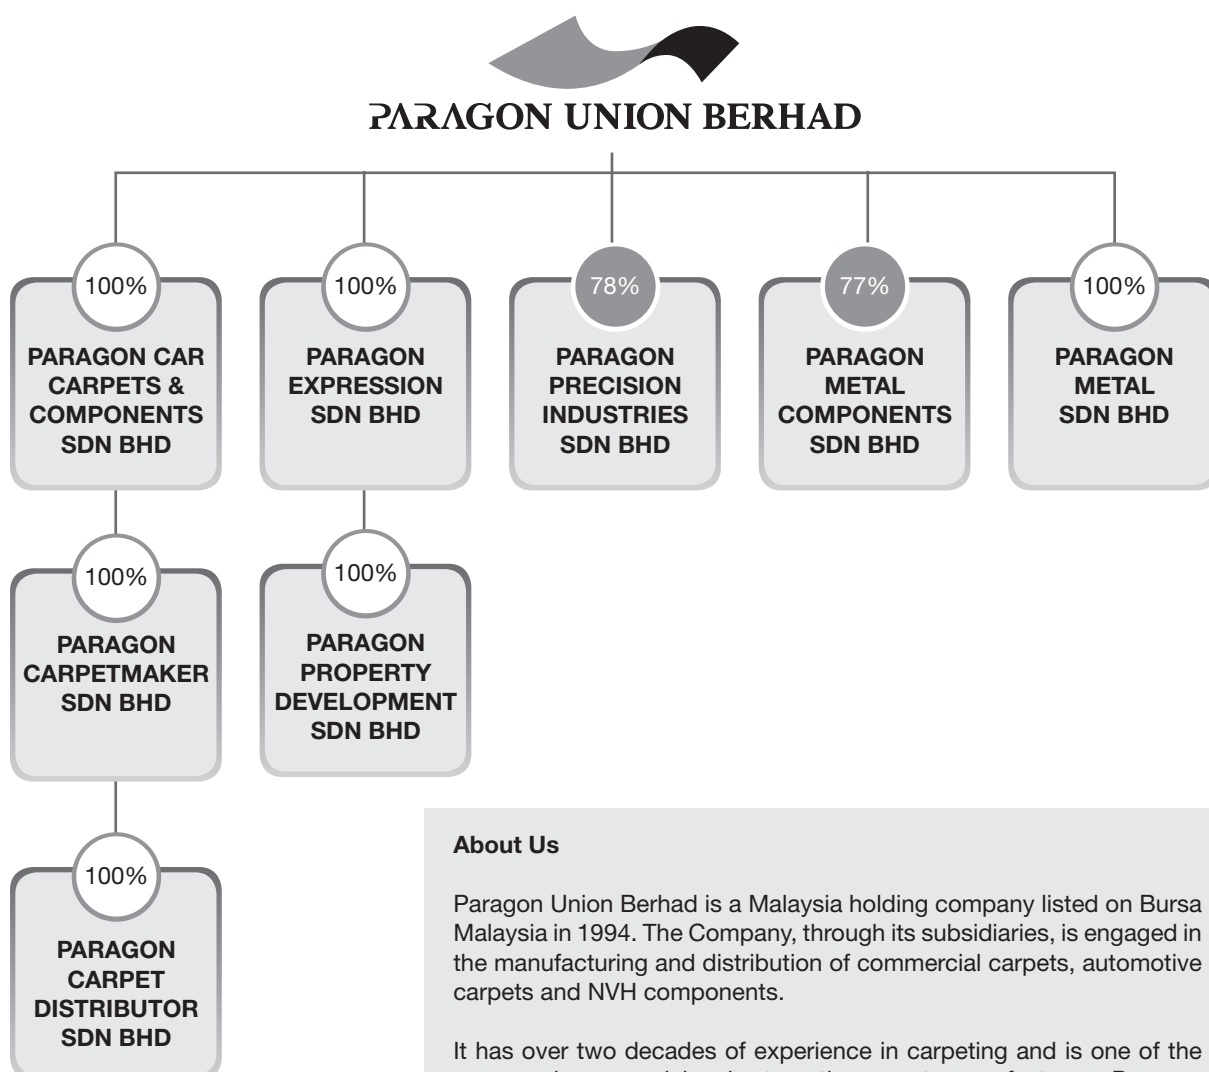 PARAGON UNION BERHAD
100%
100%
78%
77%
100%
PARAGON CAR
CARPETS &
COMPONENTS
SDN BHD
PARAGON
EXPRESSION
SDN BHD
PARAGON
PRECISION
INDUSTRIES
SDN BHD
PARAGON
METAL
COMPONENTS
SDN BHD
PARAGON
METAL
SDN BHD
100%
100%
PARAGON
CARPETMAKER
SDN BHD
PARAGON
PROPERTY
DEVELOPMENT
SDN BHD
100%
PARAGON
CARPET
DISTRIBUTOR
SDN BHD
About Us
Paragon Union Berhad is a Malaysia holding company listed on Bursa
Malaysia in 1994. The Company, through its subsidiaries, is engaged in
the manufacturing and distribution of commercial carpets, automotive
carpets and NVH components.
It has over two decades of experience in carpeting and is one of the